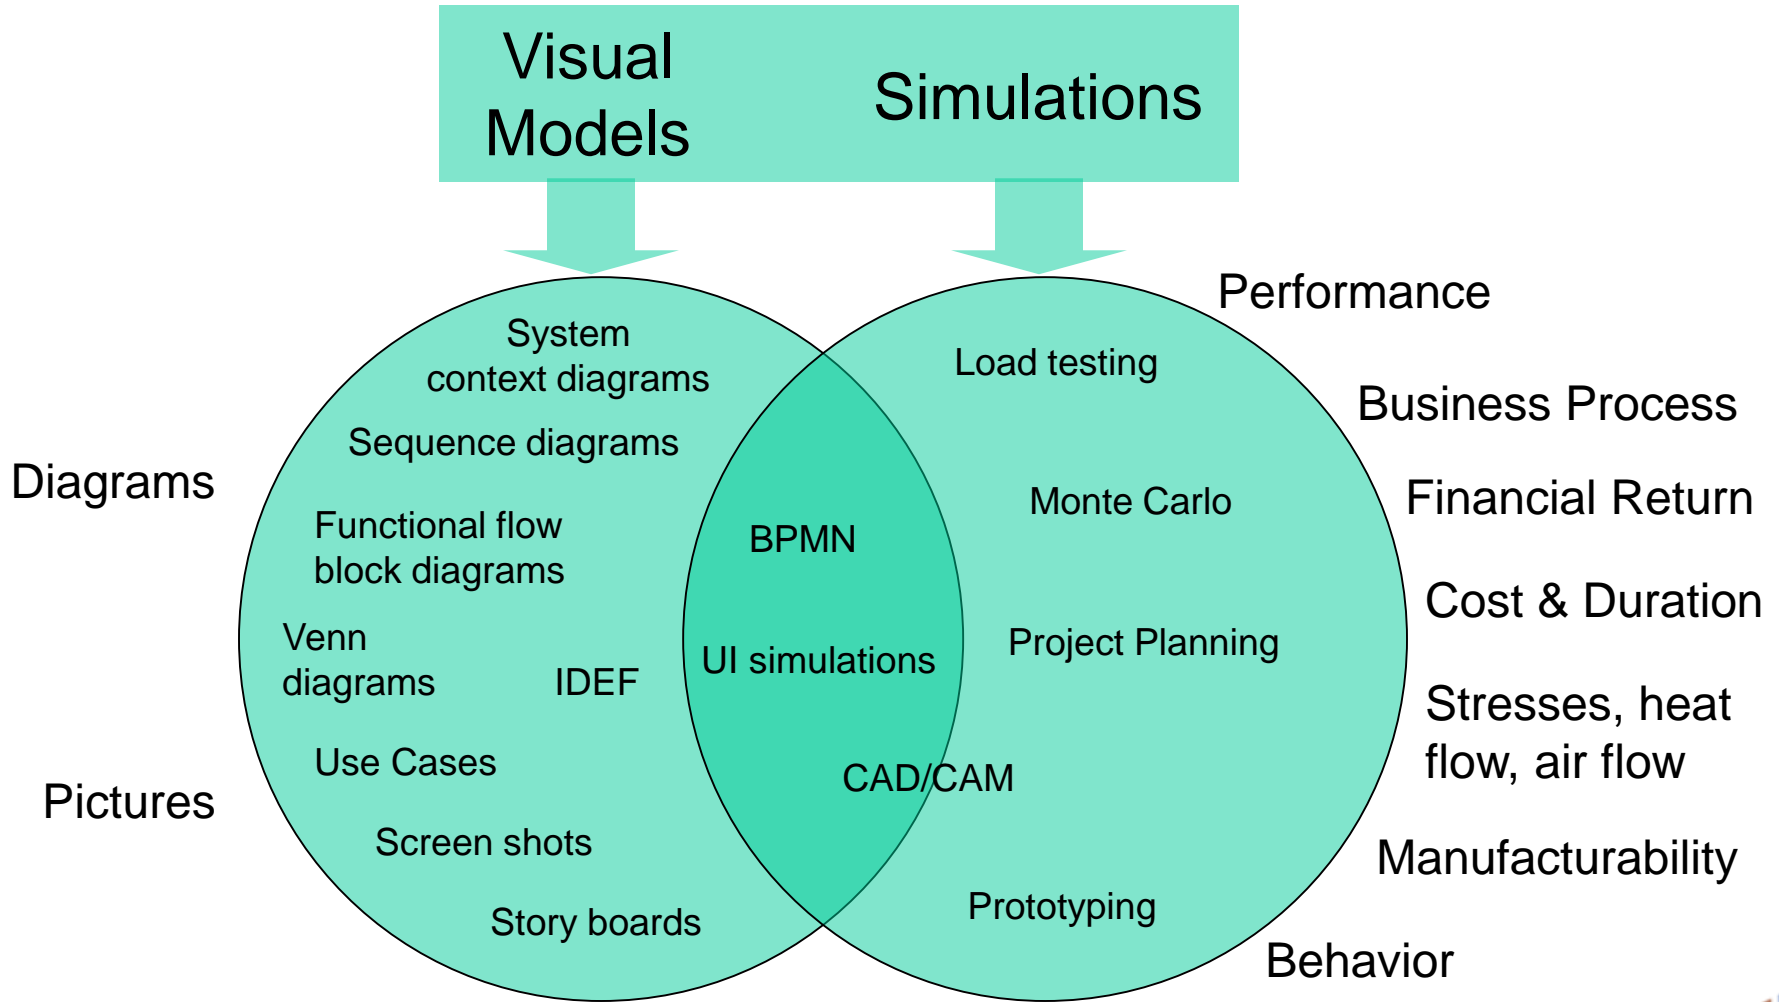 Visual
Models
Simulations
Performance
System
context diagrams
Load testing
Business Process
Sequence diagrams
Diagrams
Monte Carlo
Financial Return
Functional flow
block diagrams
BPMN
Cost & Duration
Venn
diagrams
IDEF
UI simulations
Project Planning
Stresses, heat
flow, air flow
Use Cases
CAD/CAM
Pictures
Screen shots
Manufacturability
Story boards
Prototyping
Behavior